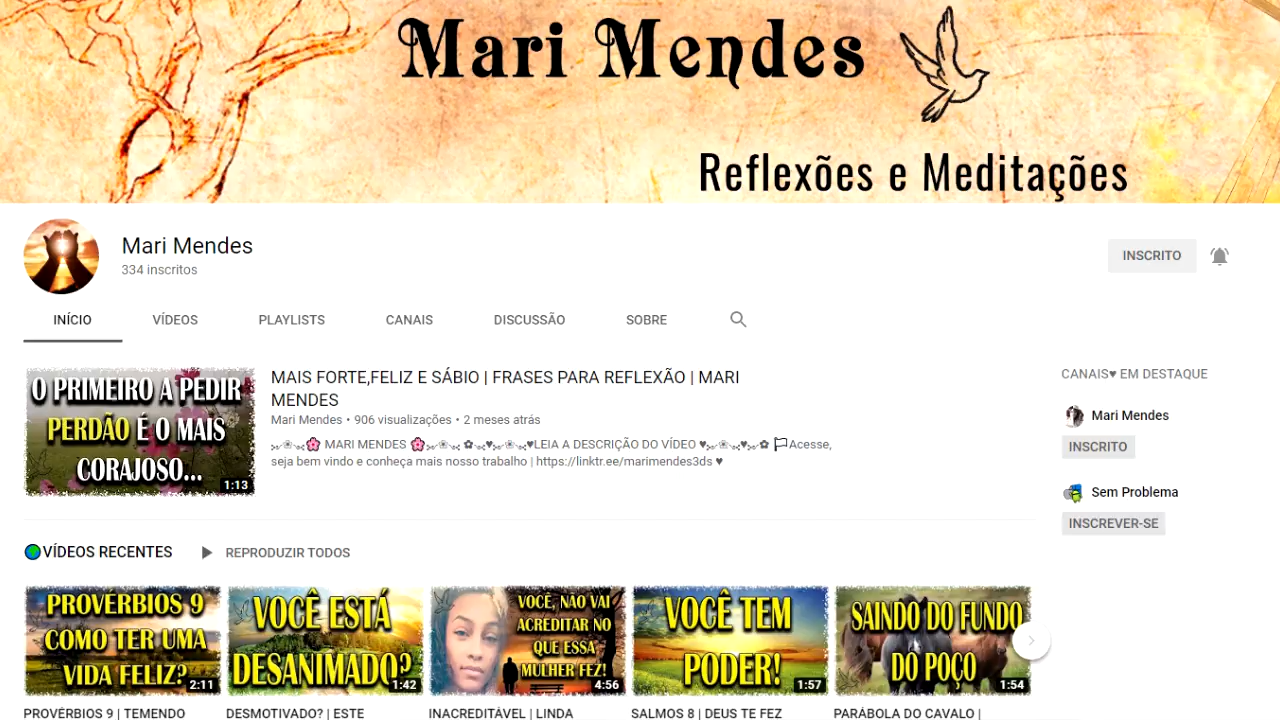 Mari Mendes
Reflexões e Meditações
Mari Mendes
334 inscritos
INSCRITO
INÍCIO
VÍDEOS
PLAYLISTS
CANAIS
DISCUSSÃO
SOBRE
O PRIMEIRO A PEDIR
PERDÃO É O MAIS
CORAJOSO...
1:13
MAIS FORTE,FELIZ E SÁBIO | FRASES PARA REFLEXÃO | MARI
MENDES
Mari Mendes • 906 visualizações • 2 meses atrás
MARI MENDES ♥LEIA A DESCRIÇÃO DO VÍDEO ♥ Acesse,
seja bem vindo e conheça mais nosso trabalho | https://linktr.ee/marimendes3ds ♥
CANAIS♥ EM DESTAQUE
Mari Mendes
INSCRITO
Sem Problema
INSCREVER-SE
VÍDEOS RECENTES
REPRODUZIR TODOS
PROVÉRBIOS 9
COMO TER UMA
VIDA FELIZ?
2:11
VOCÊ ESTÁ
DESANIMADO?
1:42
VOCÊ, NAO VAI
ACREDITAR NO
QUE ESSA
MULHER FEZ!
4:56
VOCÊ TEM
PODER!
1:57
SAINDO DO FUNDO
DO POÇO
1:54
PROVÉRBIOS 9 | TEMENDO
DESMOTIVADO? | ESTE
INACREDITÁVEL | LINDA
SALMOS 8 | DEUS TE FEZ
PARÁBOLA DO CAVALO |